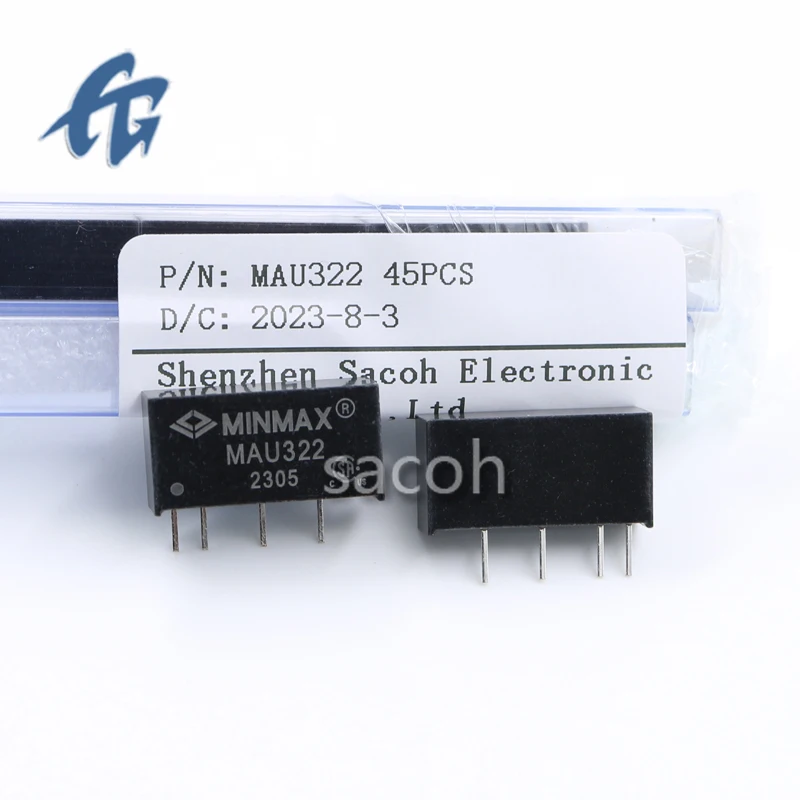 P/N: MAU322 45PCS
D/C: 2023-8-3
Shenzhen Sacoh Electronic
.,Ltd
MINMAX®
MAU322
2305
sacoh